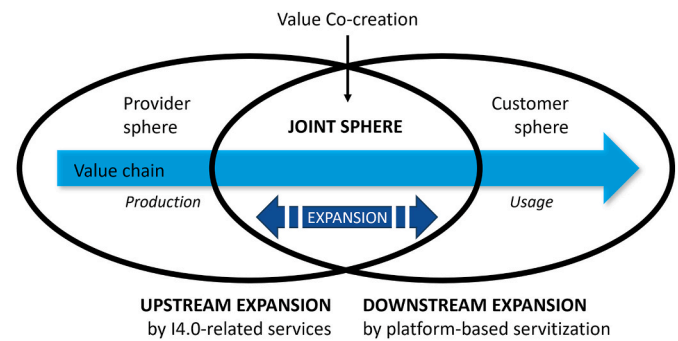 Value Co-creation
Provider
sphere
JOINT SPHERE
Customer
sphere
Value chain
Production
Usage
EXPANSION
UPSTREAM EXPANSION
by I4.0-related services
DOWNSTREAM EXPANSION
by platform-based servitization